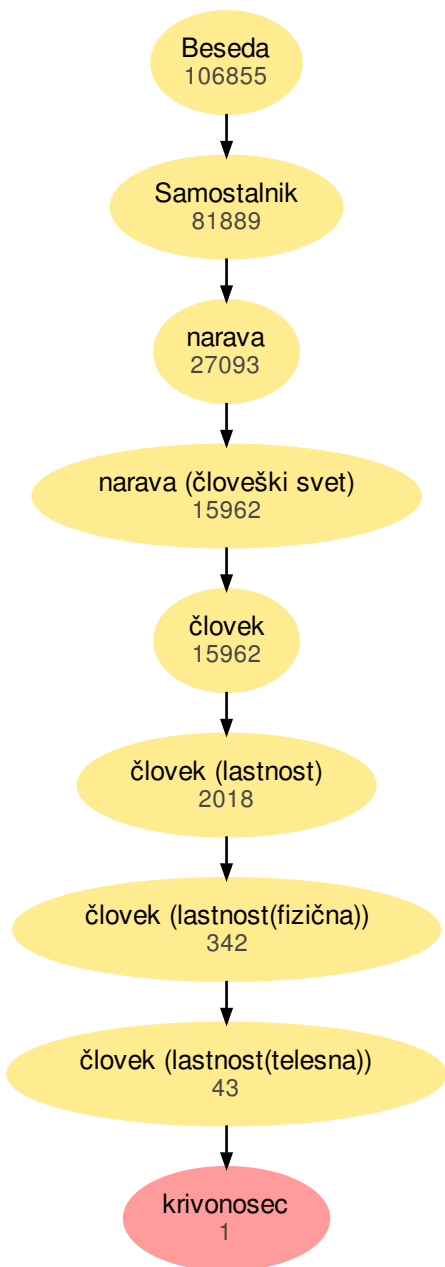 Beseda
106855
Samostalnik
81889
narava
27093
narava (človeški svet)
15962
človek
15962
človek (lastnost)
2018
človek (lastnost(fizična))
342
človek (lastnost(telesna))
43
krivonosec
1